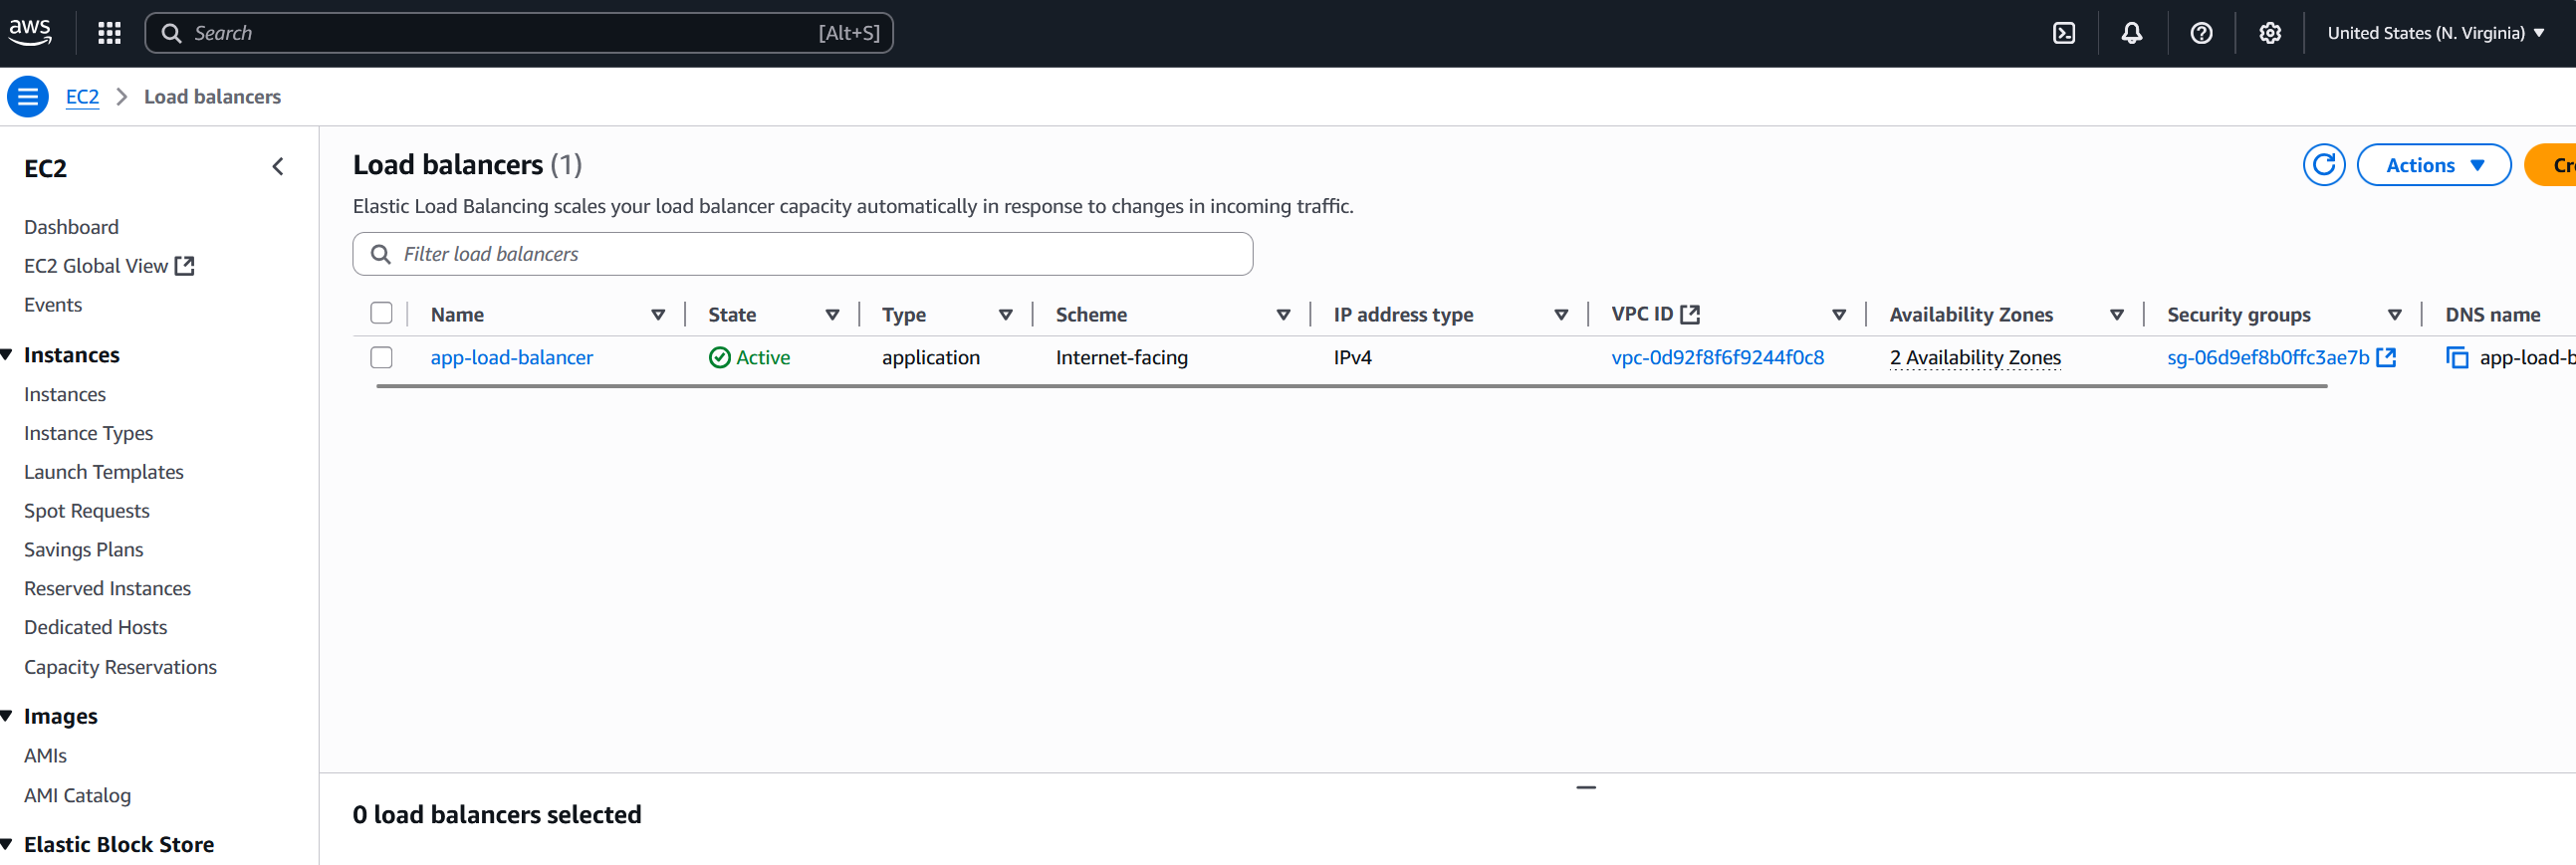 aws
Search [Alt+S]
United States (N. Virginia)
EC2 > Load balancers
EC2
Dashboard
EC2 Global View
Events
Instances
Instances
Instance Types
Launch Templates
Spot Requests
Savings Plans
Reserved Instances
Dedicated Hosts
Capacity Reservations
Images
AMIs
AMI Catalog
Elastic Block Store
Load balancers (1)
Actions
Cr
Elastic Load Balancing scales your load balancer capacity automatically in response to changes in incoming traffic.
Filter load balancers
Name State Type Scheme IP address type VPC ID Availability Zones Security groups DNS name
app-load-balancer Active application Internet-facing IPv4 vpc-0d92f8f6f9244f0c8 2 Availability Zones sg-06d9ef8b0ffc3ae7b app-load-b
0 load balancers selected